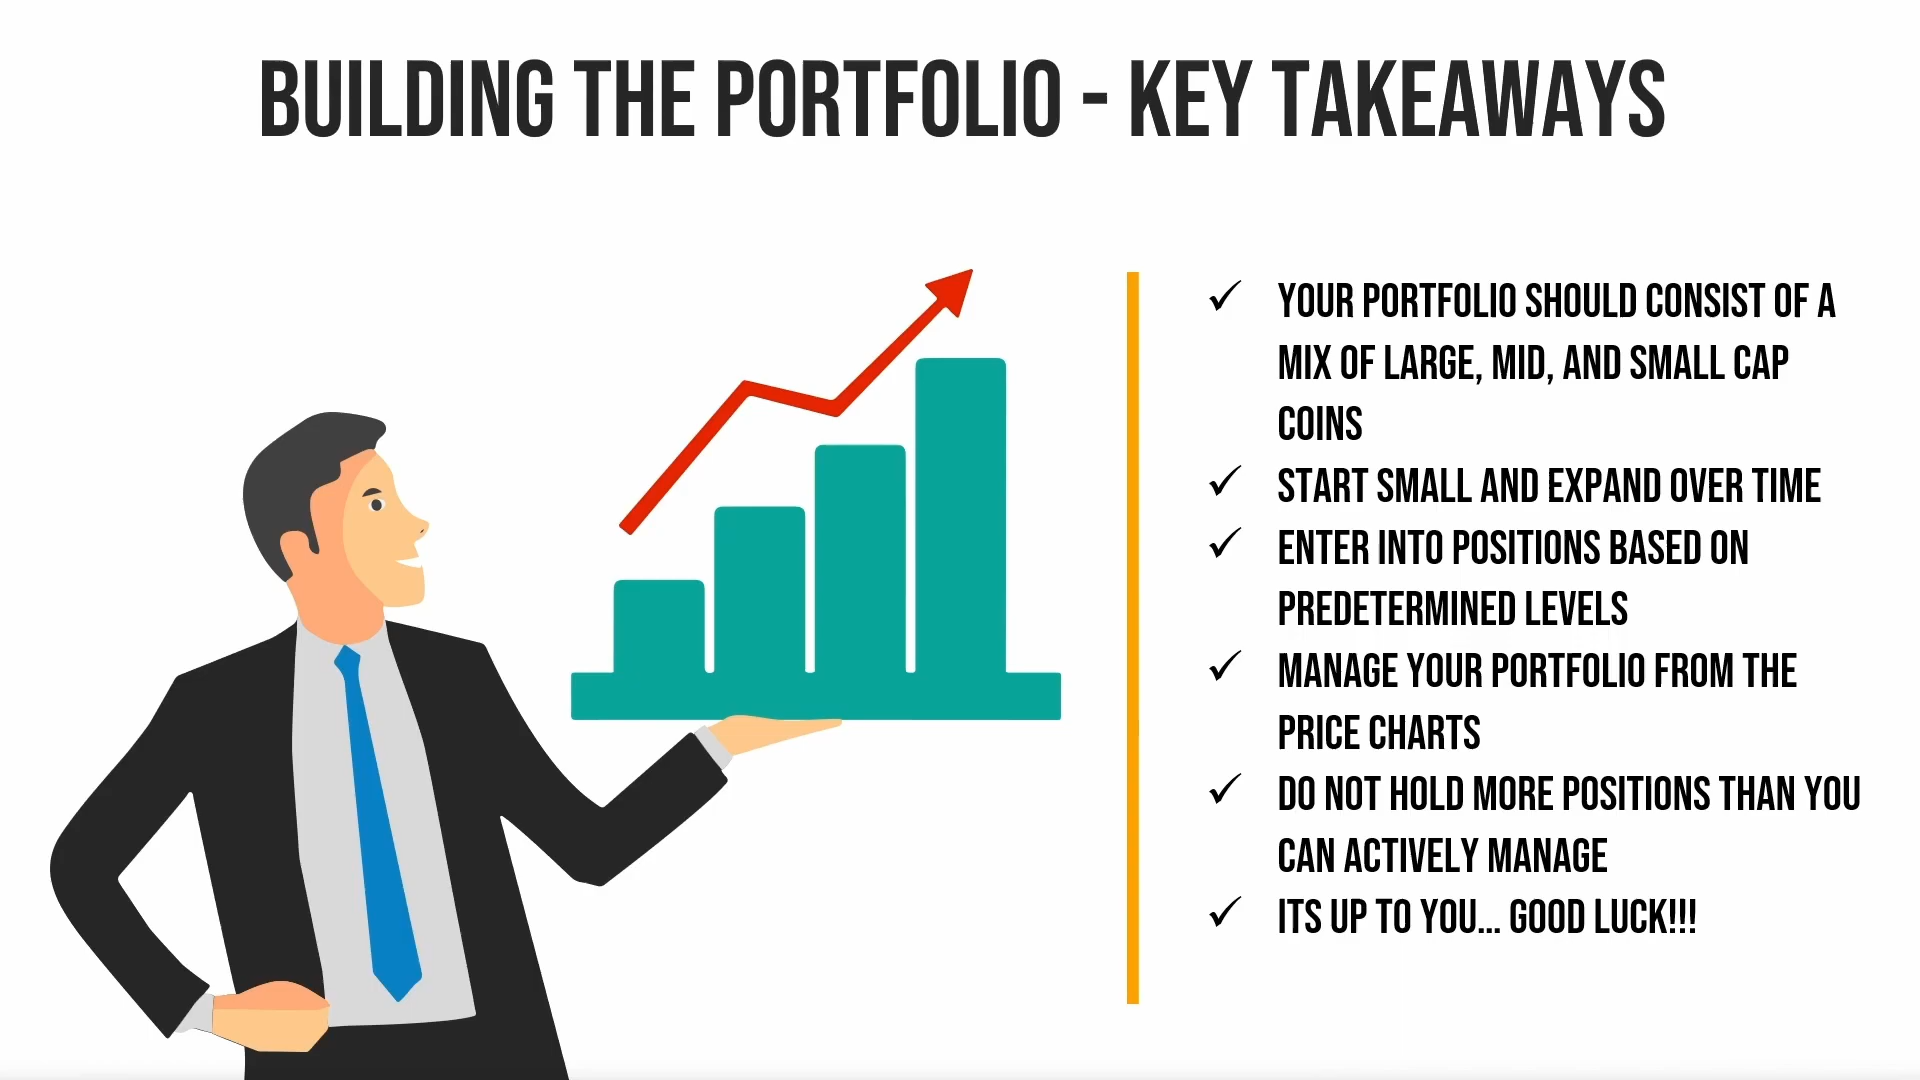 BUILDING THE PORTFOLIO - KEY TAKEAWAYS
✓ YOUR PORTFOLIO SHOULD CONSIST OF A
MIX OF LARGE, MID, AND SMALL CAP
COINS
✓ START SMALL AND EXPAND OVER TIME
✓ ENTER INTO POSITIONS BASED ON
PREDETERMINED LEVELS
✓ MANAGE YOUR PORTFOLIO FROM THE
PRICE CHARTS
✓ DO NOT HOLD MORE POSITIONS THAN YOU
CAN ACTIVELY MANAGE
✓ ITS UP TO YOU... GOOD LUCK!!!